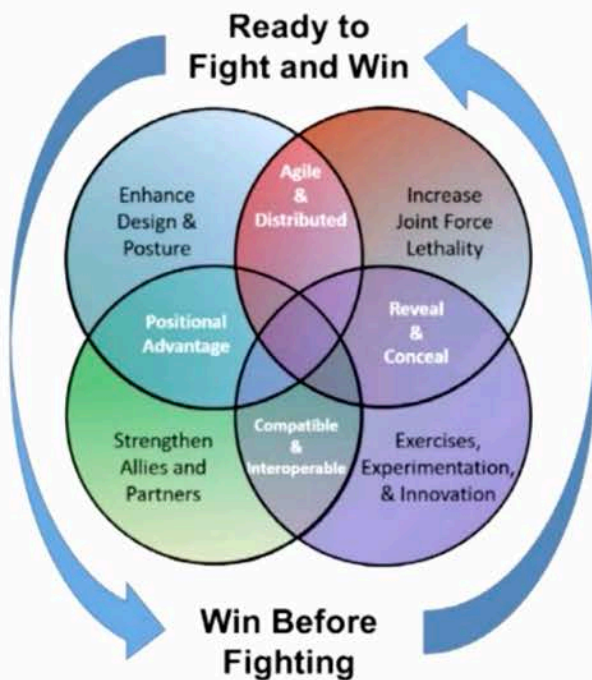 Ready to
Fight and Win
Enhance
Design &
Posture
Agile
&
Distributed
Increase
Joint Force
Lethality
Positional
Advantage
Reveal
&
Conceal
Strengthen
Allies and
Partners
Compatible
&
Interoperable
Exercises,
Experimentation,
& Innovation
Win Before
Fighting